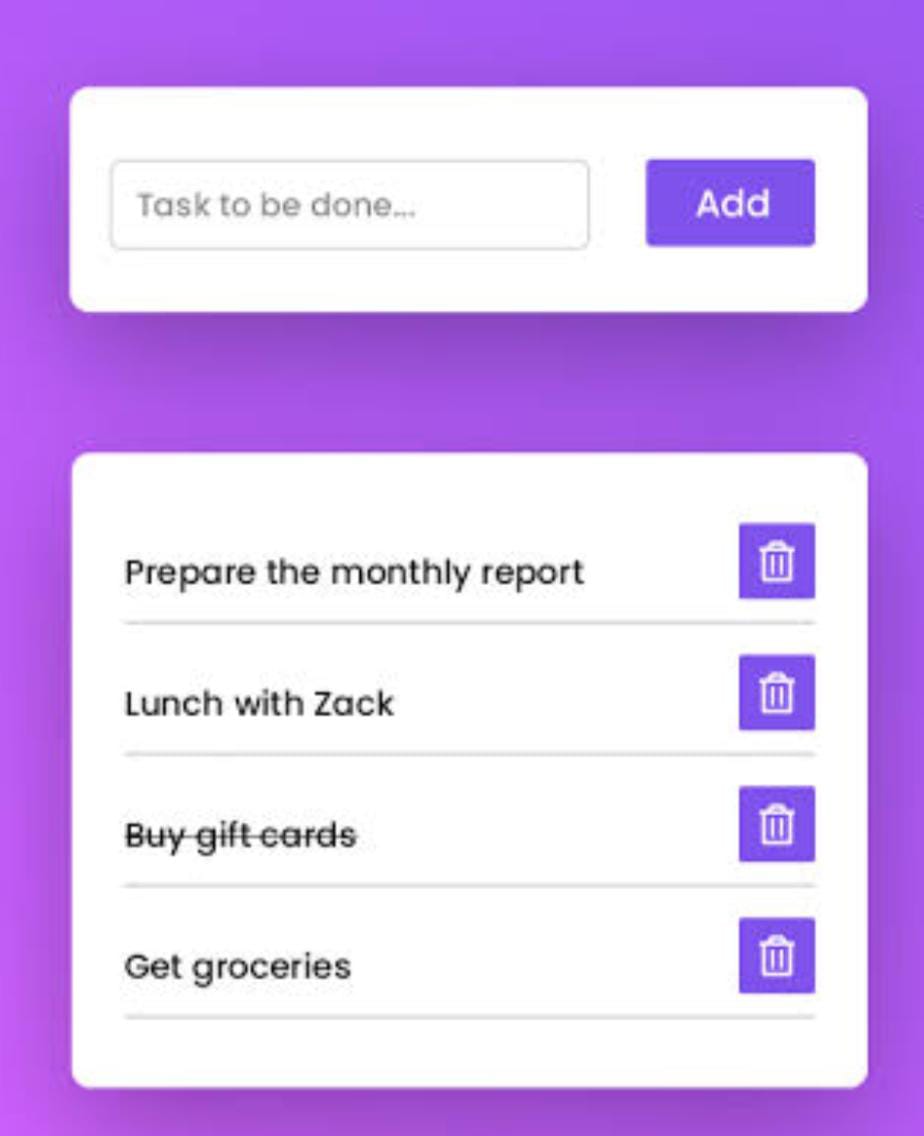 Task to be done...
Add
Prepare the monthly report
Lunch with Zack
Buy gift cards
Get groceries